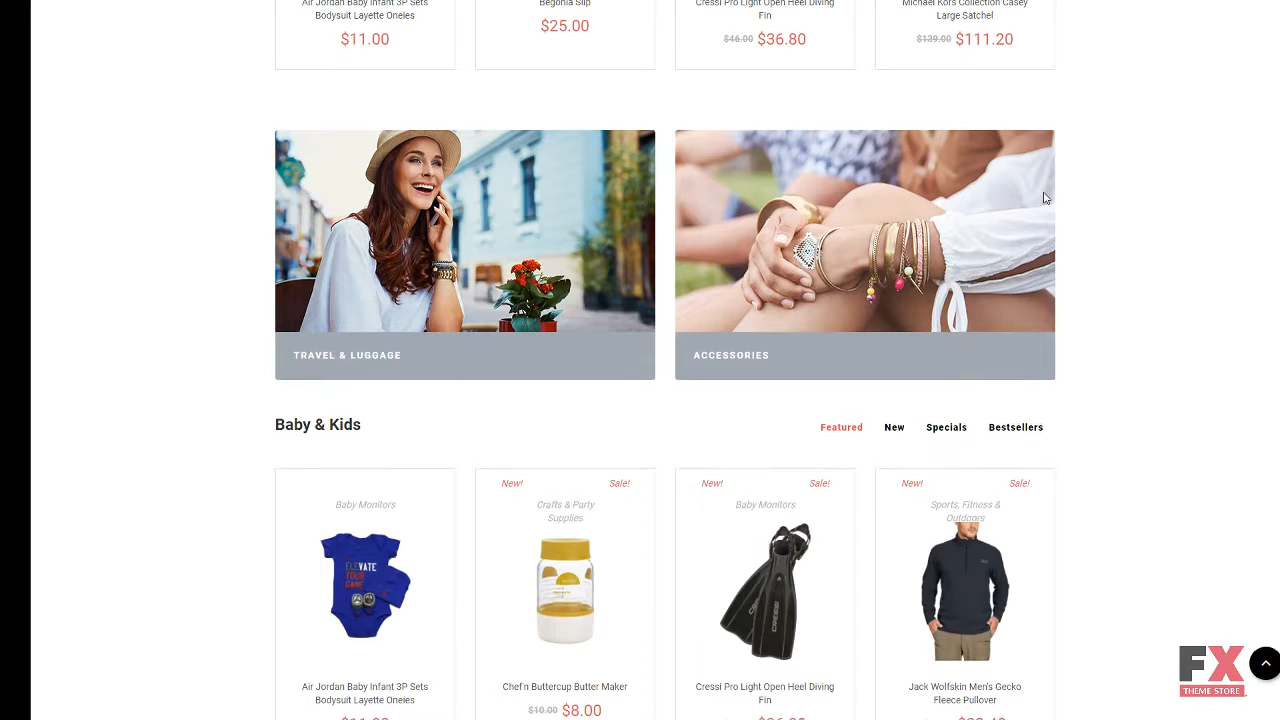 Air Jordan Baby Infant 3P Sets
Bodysuit Layette Oneies
$11.00
Begonia Slip
$25.00
Cressi Pro Light Open Heel Diving
Fin
$46.00 $36.80
Michael Kors Collection Casey
Large Satchel
$139.00 $111.20
TRAVEL & LUGGAGE
ACCESSORIES
Baby & Kids
Featured New Specials Bestsellers
Baby Monitors
ELEVATE
YOUR
GAME
Air Jordan Baby Infant 3P Sets
Bodysuit Layette Oneies
New! Sale!
Crafts & Party
Supplies
Chef'n Buttercup Butter Maker
$10.00 $8.00
New! Sale!
Baby Monitors
CRESSI
Cressi Pro Light Open Heel Diving
Fin
New! Sale!
Sports, Fitness &
Outdoors
Jack Wolfskin Men's Gecko
Fleece Pullover
FX
THEME STORE